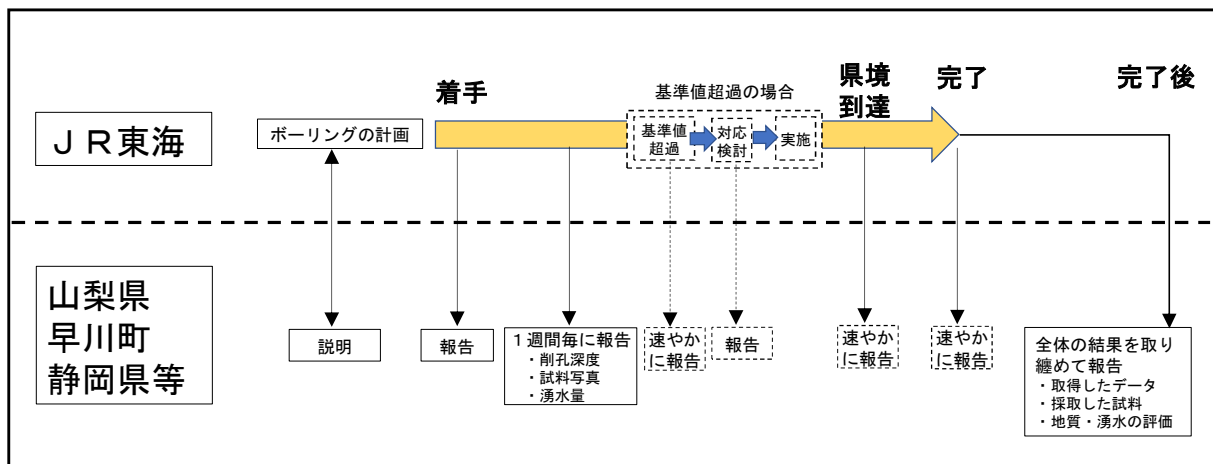 ＪＲ東海
ボーリングの計画
着手
基準値超過の場合
基準値
超過
対応
検討
実施
県境
到達
完了
完了後
山梨県
早川町
静岡県等
説明
報告
１週間毎に報告
・削孔深度
・試料写真
・湧水量
速やか
に報告
報告
速やか
に報告
速やか
に報告
全体の結果を取り
纏めて報告
・取得したデータ
・採取した試料
・地質・湧水の評価